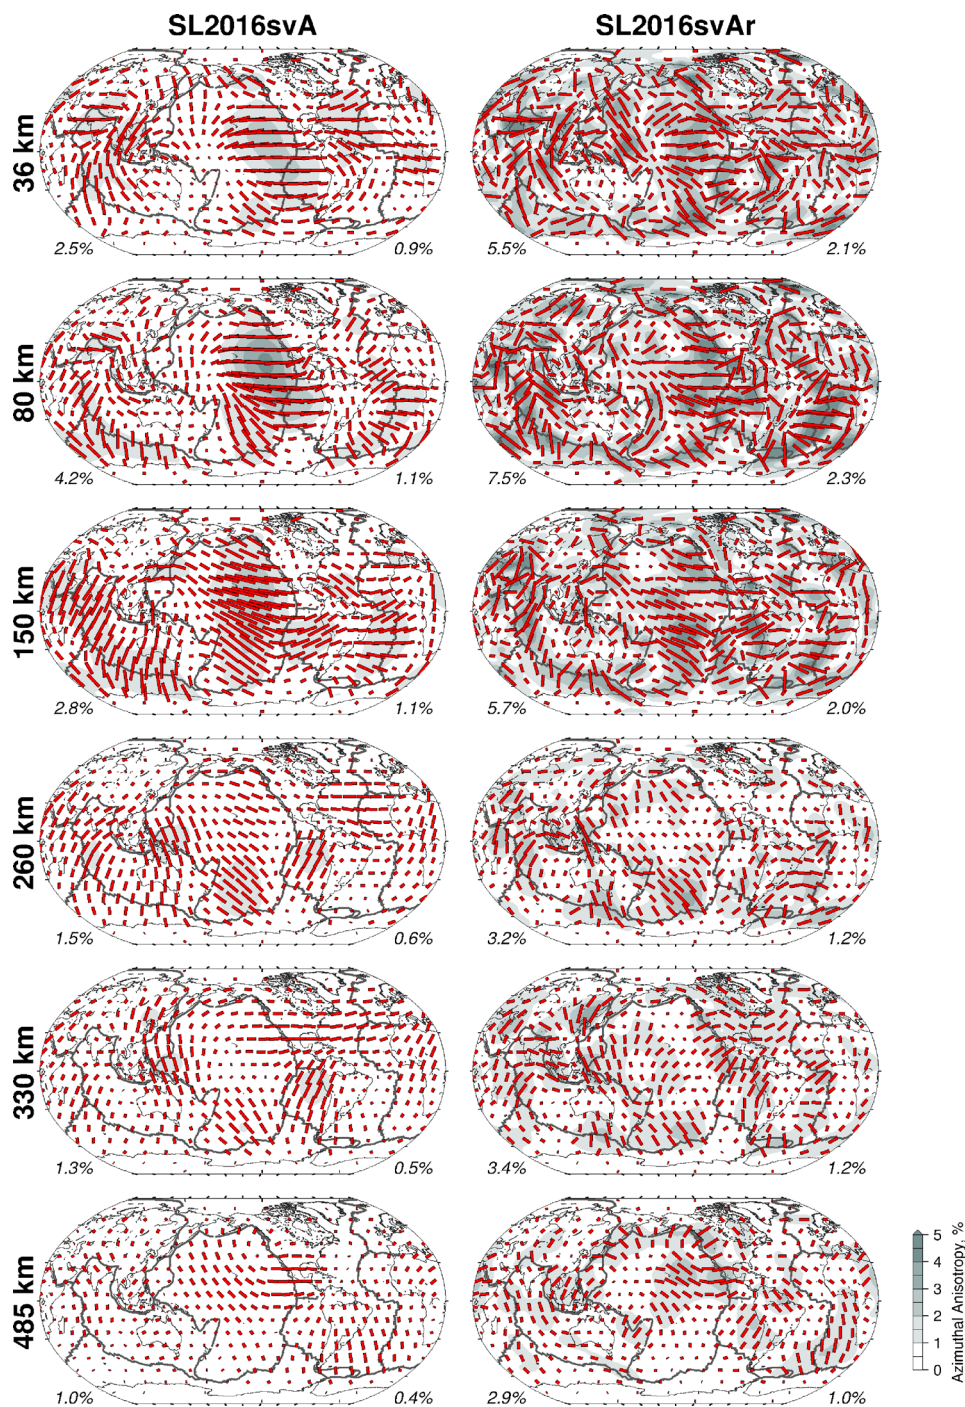 SL2016svA SL2016svAr
36 km
2.5% 0.9% 5.5% 2.1%
80 km
4.2% 1.1% 7.5% 2.3%
150 km
2.8% 1.1% 5.7% 2.0%
260 km
1.5% 0.6% 3.2% 1.2%
330 km
1.3% 0.5% 3.4% 1.2%
485 km
1.0% 0.4% 2.9% 1.0%
5
4
3
2
1
0
Azimuthal Anisotropy, %